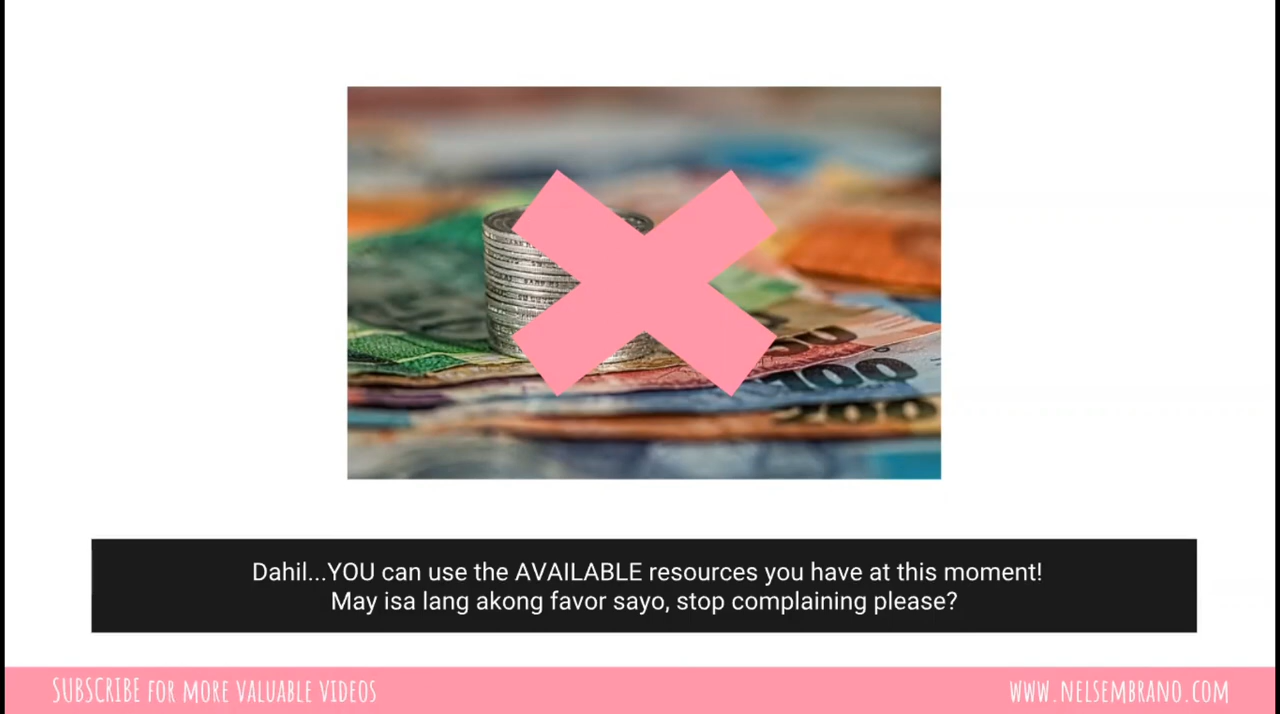 100
Dahil...YOU can use the AVAILABLE resources you have at this moment!
May isa lang akong favor sayo, stop complaining please?
SUBSCRIBE FOR MORE VALUABLE VIDEOS
WWW.NELSEMBRANO.COM